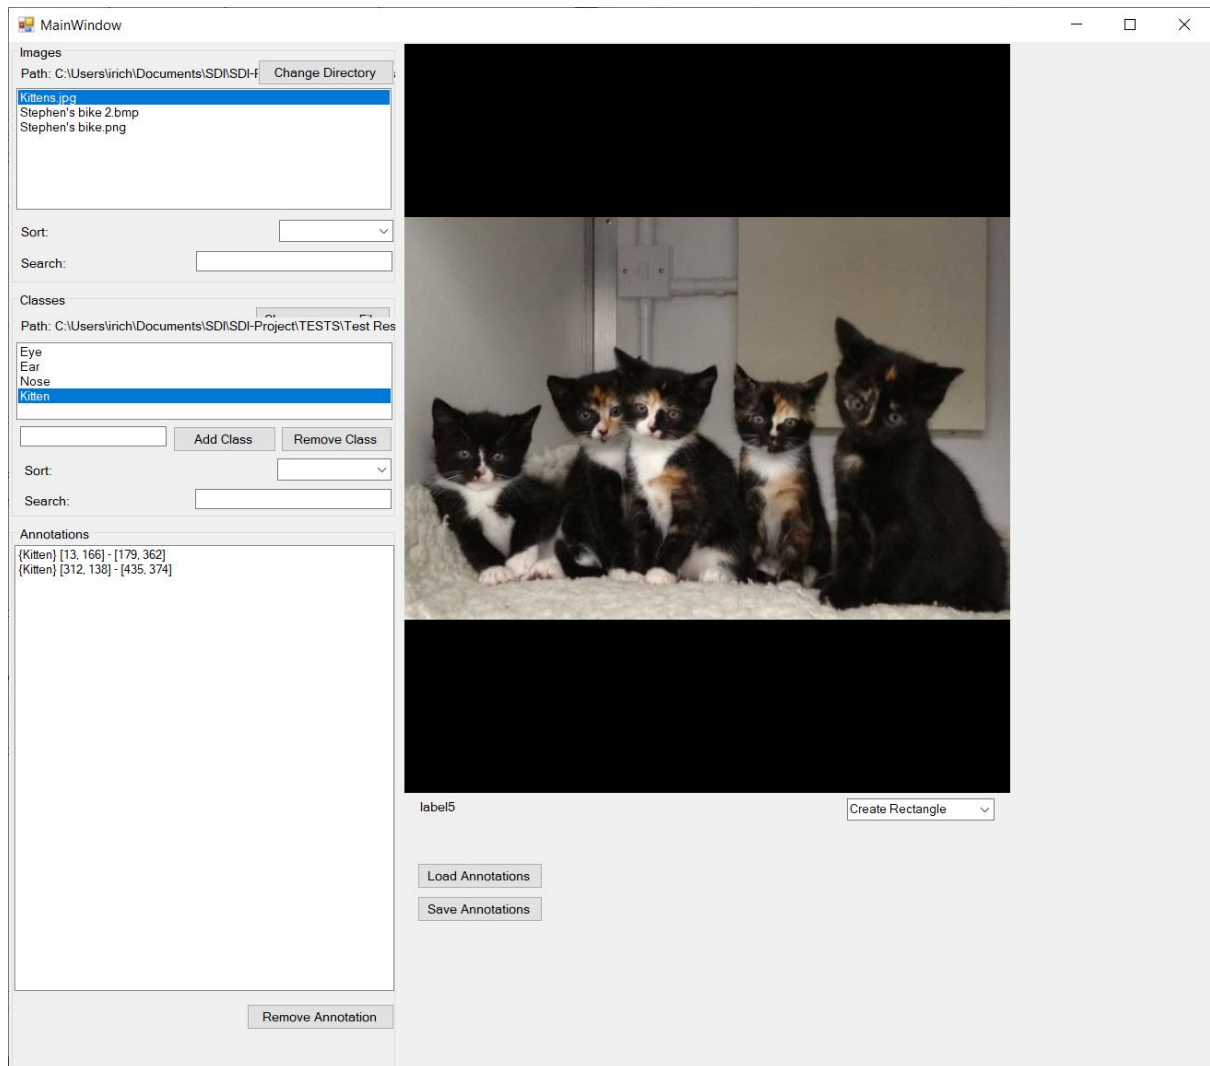 MainWindow
Images
Path: C:\Users\irich\Documents\SDI\SDI-
Change Directory
Kittens.jpg
Stephen's bike 2.bmp
Stephen's bike.png
Sort:
Search:
Classes
Path: C:\Users\irich\Documents\SDI\SDI-Project\TESTS\Test Res
Eye
Ear
Nose
Kitten
Add Class
Remove Class
Sort:
Search:
Annotations
{Kitten} [13, 166] - [179, 362]
{Kitten} [312, 138] - [435, 374]
label5
Create Rectangle
Load Annotations
Save Annotations
Remove Annotation